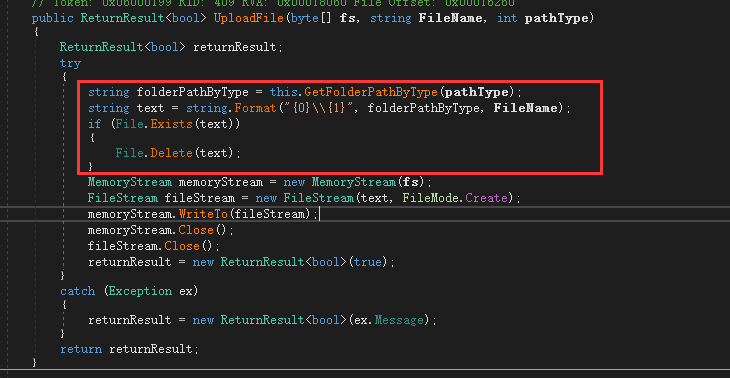 // Token: 0x06000199 RID: 409 RVA: 0x00018060 File Offset: 0x00016260
public ReturnResult<bool> UploadFile(byte[] fs, string FileName, int pathType)
{
ReturnResult<bool> returnResult;
try
{
string folderPathByType = this.GetFolderPathByType(pathType);
string text = string.Format("{0}\\{1}", folderPathByType, FileName);
if (File.Exists(text))
{
File.Delete(text);
}
MemoryStream memoryStream = new MemoryStream(fs);
FileStream fileStream = new FileStream(text, FileMode.Create);
memoryStream.WriteTo(fileStream);
memoryStream.Close();
fileStream.Close();
returnResult = new ReturnResult<bool>(true);
}
catch (Exception ex)
{
returnResult = new ReturnResult<bool>(ex.Message);
}
return returnResult;
}